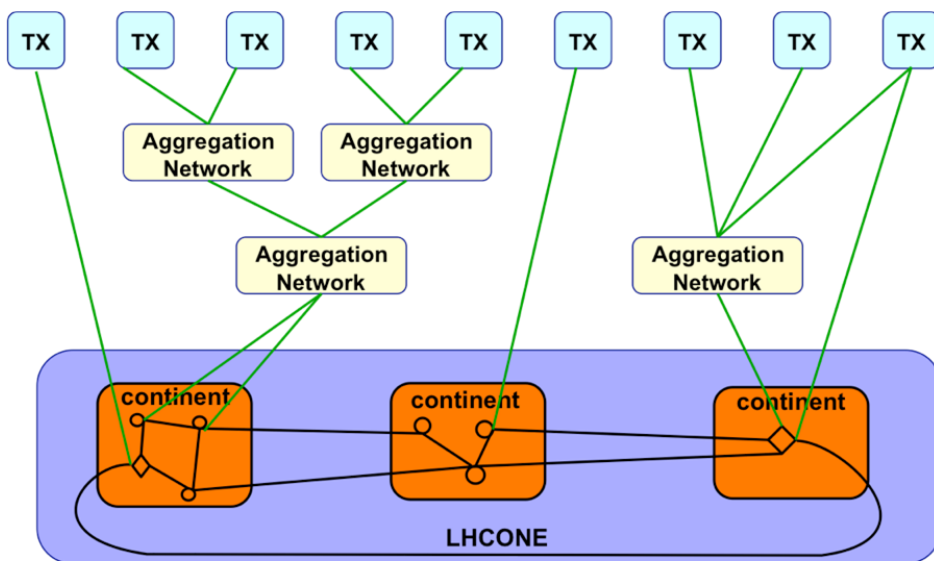 TX TX TX TX TX TX TX TX TX
Aggregation
Network
Aggregation
Network
Aggregation
Network
Aggregation
Network
continent
continent
continent
LHCONE